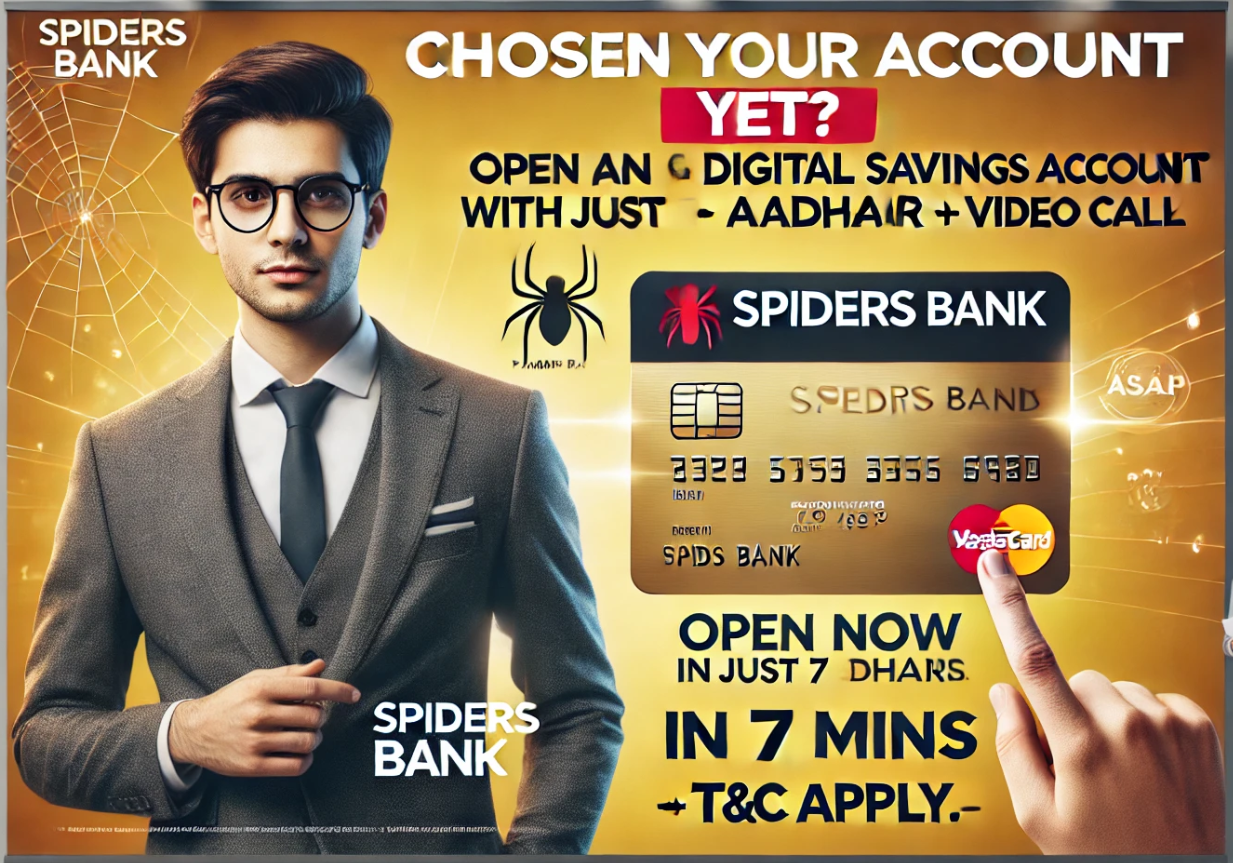 SPIDERS
BANK
CHOSEN YOUR ACCOUNT
YET?
OPEN AN DIGITAL SAVINGS ACCOUNT
WITH JUST - AADHAIR + VIDEO CALL
SPIDERS BANK
SPEDRS BAND
ASAP
SPIDS BANK
OPEN NOW
IN JUST 7 DHARS.
SPIDERS
BANK
IN 7 MINS
T&C APPLY.-